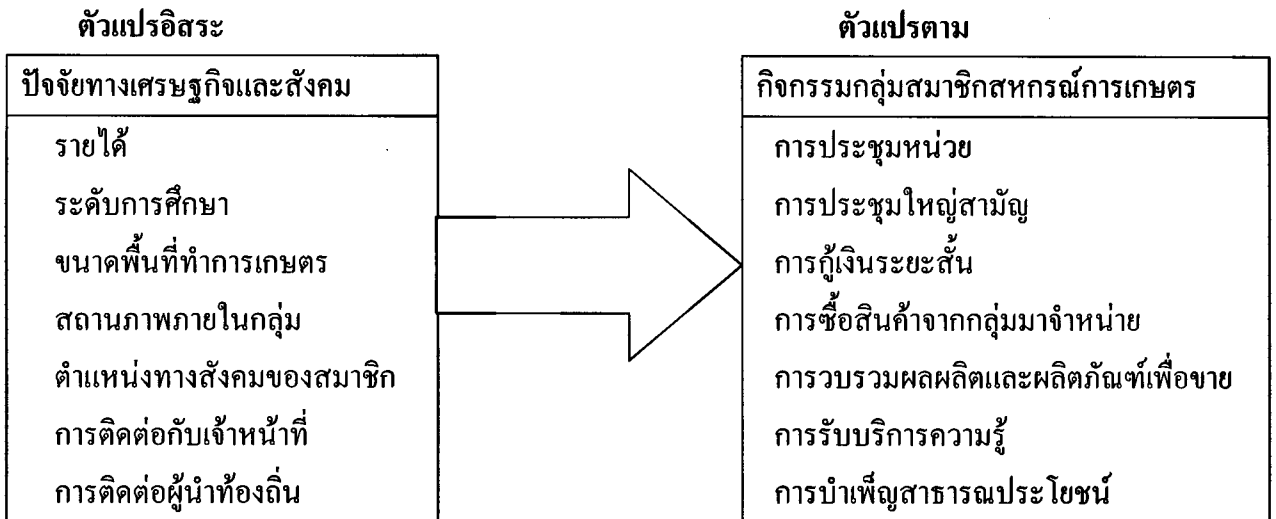 ตัวแปรอิสระ
ปัจจัยทางเศรษฐกิจและสังคม
รายได้
ระดับการศึกษา
ขนาดพื้นที่ทำการเกษตร
สถานภาพภายในกลุ่ม
ตำแหน่งทางสังคมของสมาชิก
การติดต่อกับเจ้าหน้าที่
การติดต่อผู้นำท้องถิ่น
ตัวแปรตาม
กิจกรรมกลุ่มสมาชิกสหกรณ์การเกษตร
การประชุมหน่วย
การประชุมใหญ่สามัญ
การกู้เงินระยะสั้น
การซื้อสินค้าจากกลุ่มมาจำหน่าย
การวบรวมผลผลิตและผลิตภัณฑ์เพื่อขาย
การรับบริการความรู้
การบำเพ็ญสาธารณประโยชน์